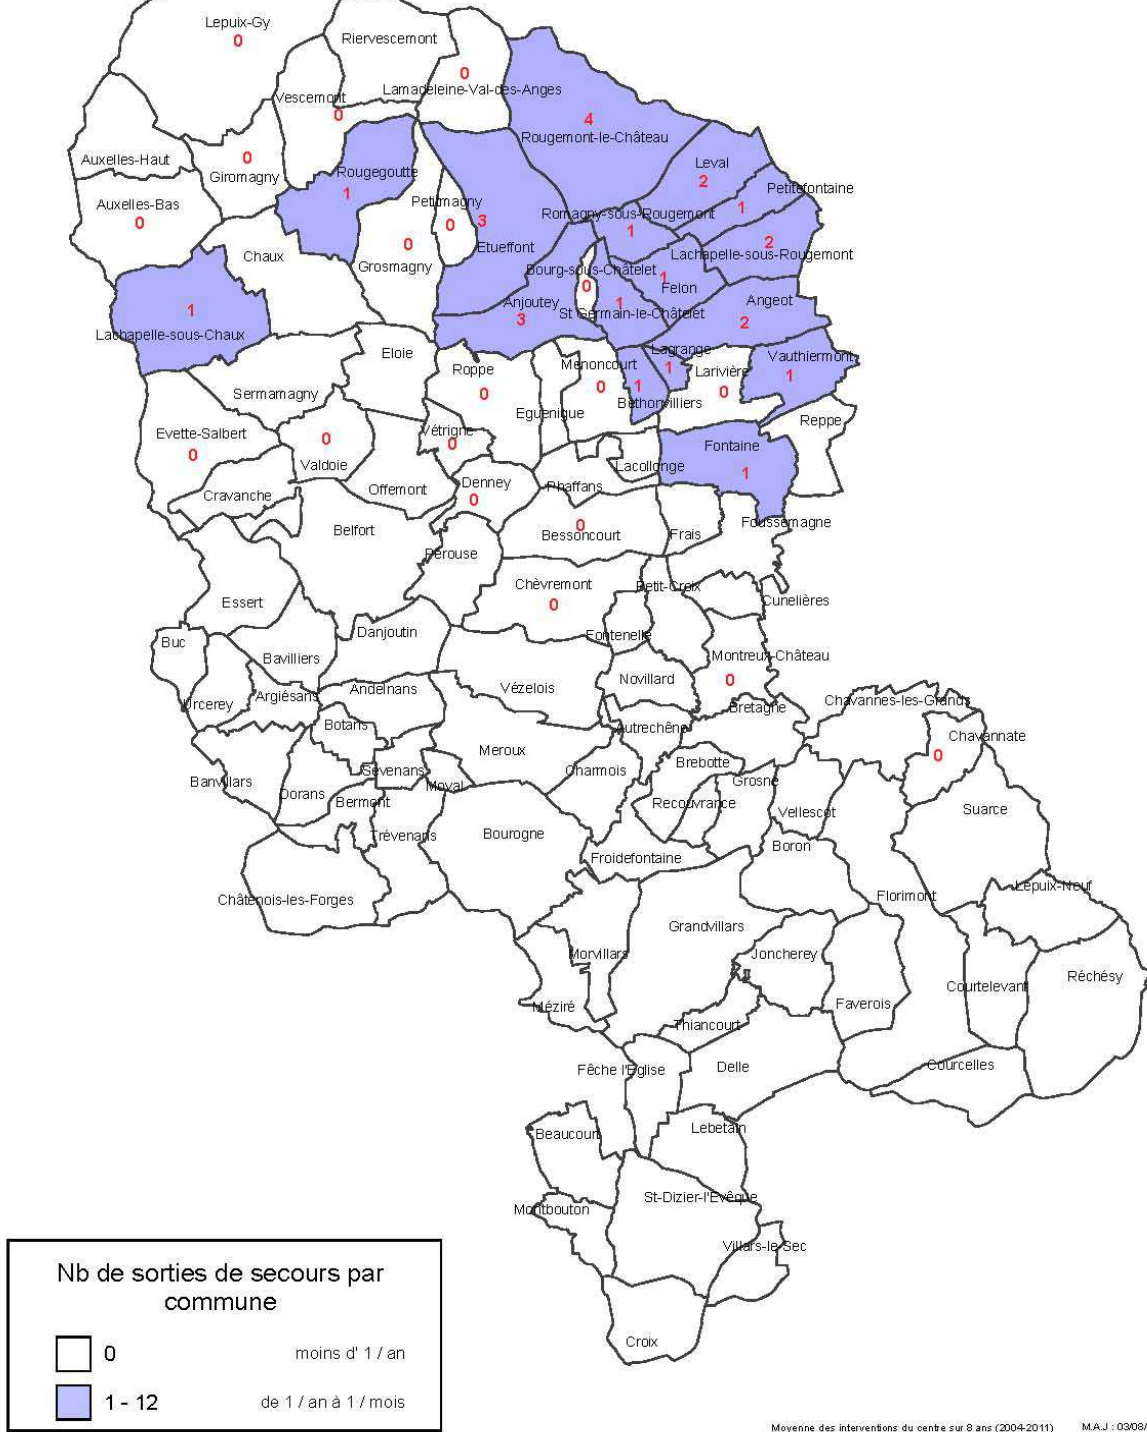 Lepuix-Gy
0
Riervescemont
0
Lamadeleine-Val-des-Anges
Vescemont
0
4
Rougemont-le-Château
Auxelles-Haut
0
Giromagny
Rougegoutte
1
Leval
2
Petitefontaine
1
Auxelles-Bas
0
Petitmagny
0
3
Etueffont
Romagny-sous-Rougemont
1
2
Lachapelle-sous-Rougemont
Chaux
0
Grosmagny
Bourg-sous-Châtelet
0
1
Felon
1
Lachapelle-sous-Chaux
Anjoutey
3
1
St Germain-le-Châtelet
Angeot
2
Eloie
Roppe
0
Menoncourt
0
Lagrange
1
1
Bethonvilliers
Larivière
0
Vauthiermont
1
Sermamagny
Eguenigue
Reppe
Evette-Salbert
0
0
Valdoie
Vétrigne
0
Fontaine
1
Cravanche
Offemont
Denney
0
Phaffans
Lacollonge
Belfort
0
Bessoncourt
Frais
Foussemagne
Perouse
Essert
Chèvremont
0
Petit-Croix
Cunelières
Buc
Bavilliers
Danjoutin
Fontenelle
Montreux-Château
0
Urcerey
Argiésans
Andelnans
Vézelois
Novillard
Bretagne
Chavannes-les-Grands
Botans
Autrechêne
Chavannate
0
Banvillars
Sévenans
Meroux
Charmois
Brebotte
Dorans
Bermont
Moval
Recouvrance
Grosne
Vellescot
Suarce
Trévenans
Bourogne
Froidefontaine
Boron
Châtenois-les-Forges
Florimont
Lepuix-Neuf
Grandvillars
Morvillars
Joncherey
Réchésy
Méziré
Faverois
Courtelevant
Thiancourt
Fêche l'Eglise
Delle
Courcelles
Beaucourt
Lebetain
Montbouton
St-Dizier-l'Evêque
Villars-le-Sec
Croix
Nb de sorties de secours par
commune
0 moins d' 1 / an
1 - 12 de 1 / an à 1 / mois
Moyenne des interventions du centre sur 8 ans (2004-2011) M.A.J : 03/08/